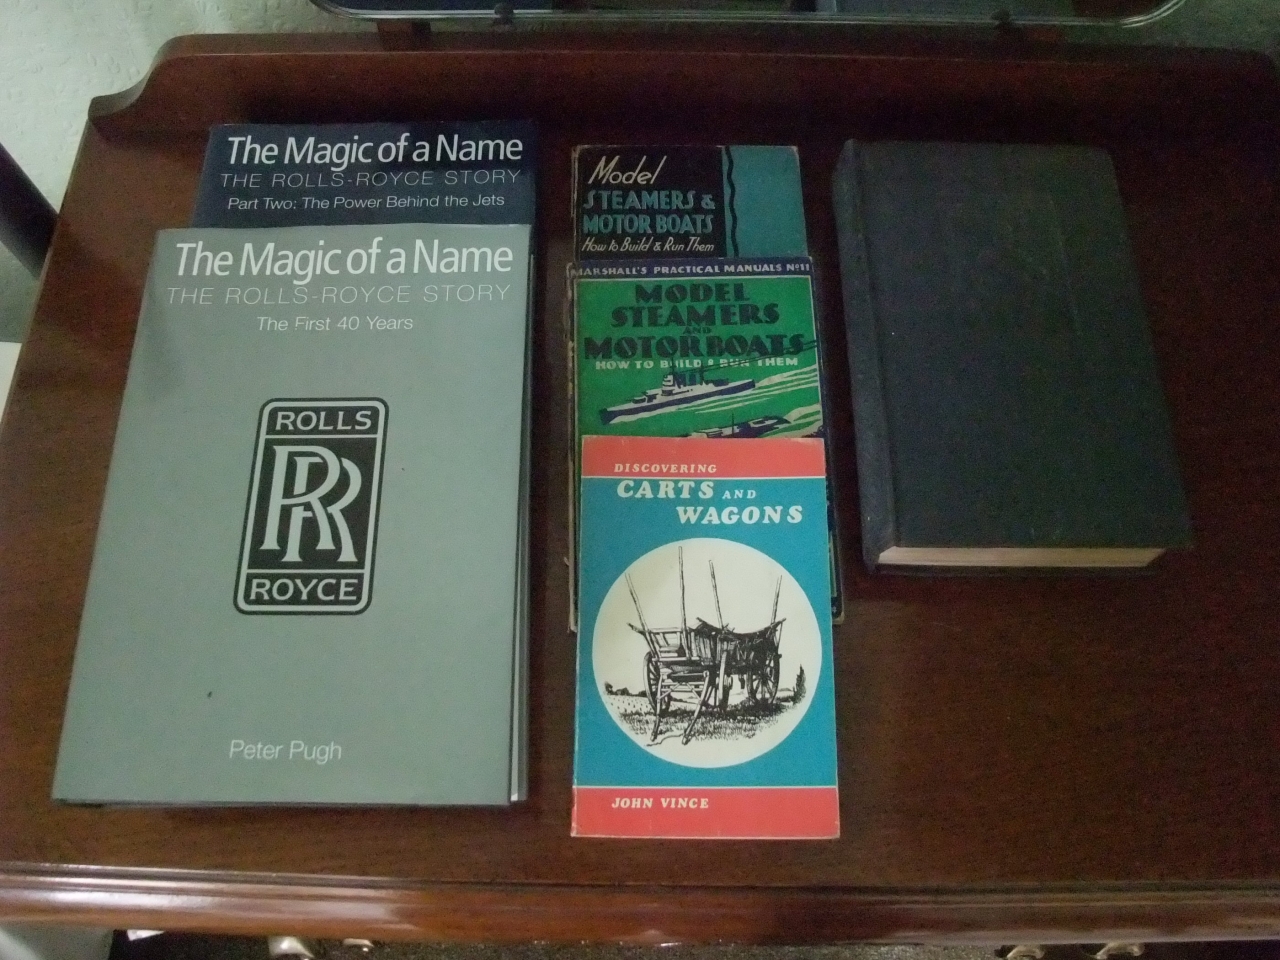 The Magic of a Name
THE ROLLS-ROYCE STORY
Part Two: The Power Behind the Jets
The Magic of a Name
THE ROLLS-ROYCE STORY
The First 40 Years
ROLLS
RR
ROYCE
Peter Pugh
Model
STEAMERS &
MOTOR BOATS
How to Build & Run Them
MARSHALL'S PRACTICAL MANUALS No11
MODEL
STEAMERS
AND
MOTOR BOATS
HOW TO BUILD & RUN THEM
DISCOVERING
CARTS AND
WAGONS
JOHN VINCE